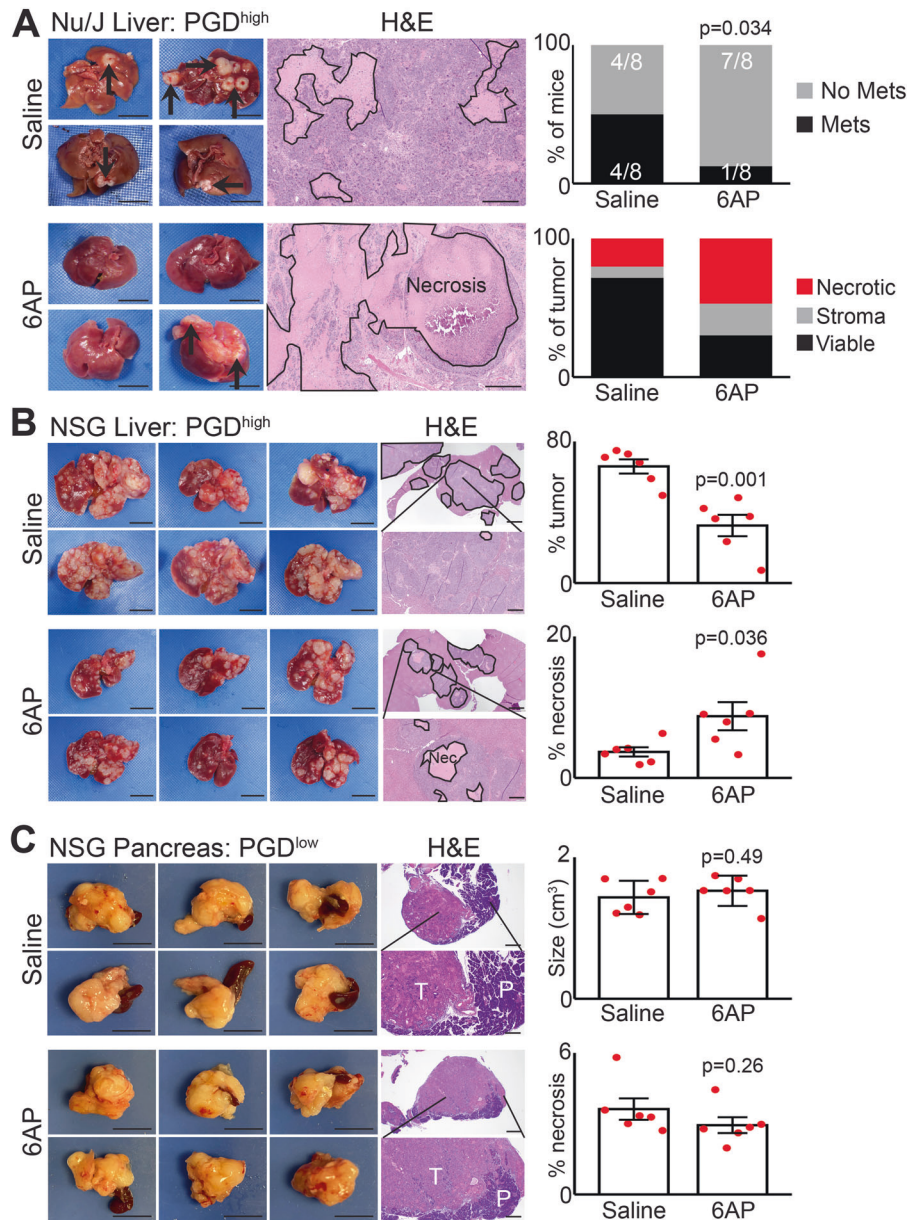 A Nu/J Liver: PGDhigh H&E
Saline
6AP
Necrosis
100
% of mice
0
p=0.034
4/8 7/8
4/8 1/8
No Mets
Mets
Saline 6AP
100
% of tumor
0
Necrotic
Stroma
Viable
Saline 6AP
B NSG Liver: PGDhigh H&E
Saline
6AP
Nec
80
% tumor
0
p=0.001
Saline 6AP
20
% necrosis
0
p=0.036
Saline 6AP
C NSG Pancreas: PGDlow H&E
Saline
T P
6AP
T P
2
Size (cm³)
0
p=0.49
Saline 6AP
6
% necrosis
0
p=0.26
Saline 6AP